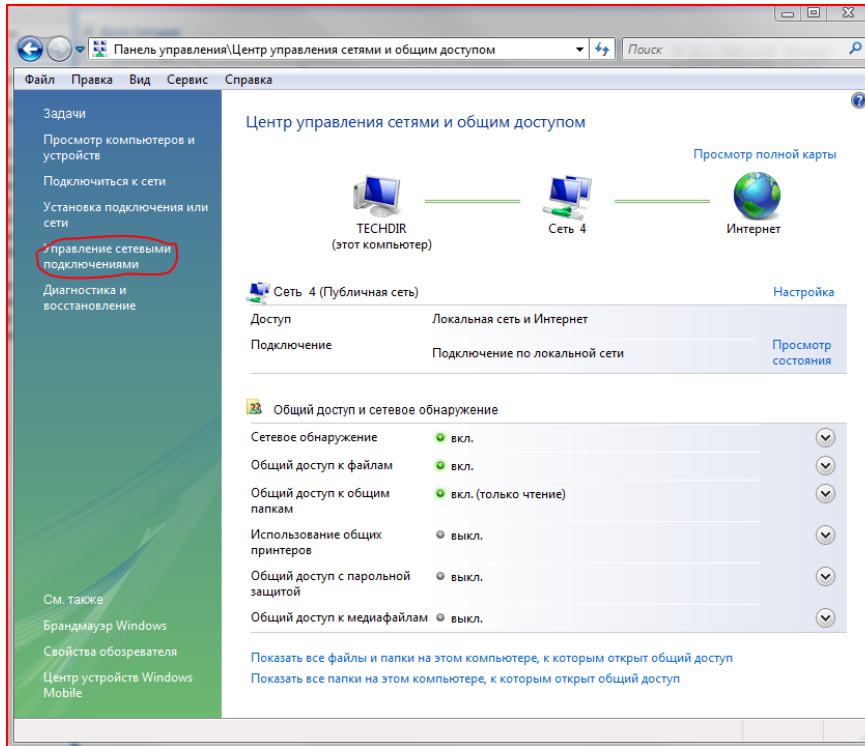 Панель управления\Центр управления сетями и общим доступом
Поиск
Файл Правка Вид Сервис Справка
Задачи
Просмотр компьютеров и
устройств
Подключиться к сети
Установка подключения или
сети
Управление сетевыми
подключениями
Диагностика и
восстановление
См. также
Брандмауэр Windows
Свойства обозревателя
Центр устройств Windows
Mobile
Центр управления сетями и общим доступом
Просмотр полной карты
TECHDIR
(этот компьютер)
Сеть 4
Интернет
Сеть 4 (Публичная сеть)
Настройка
Доступ
Локальная сеть и Интернет
Подключение
Подключение по локальной сети
Просмотр
состояния
Общий доступ и сетевое обнаружение
Сетевое обнаружение
вкл.
Общий доступ к файлам
вкл.
Общий доступ к общим
папкам
вкл. (только чтение)
Использование общих
принтеров
выкл.
Общий доступ с парольной
защитой
выкл.
Общий доступ к медиафайлам
выкл.
Показать все файлы и папки на этом компьютере, к которым открыт общий доступ
Показать все папки на этом компьютере, к которым открыт общий доступ